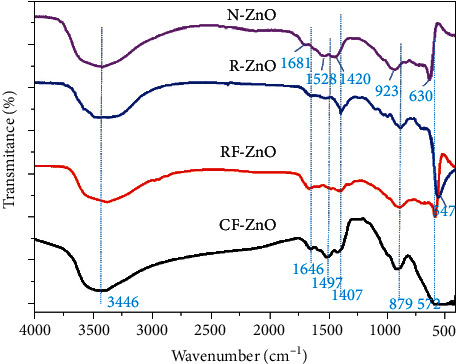 N-ZnO
1681
1528
1420
923
630
R-ZnO
547
RF-ZnO
CF-ZnO
3446
1646
1497
1407
879 572
4000 3500 3000 2500 2000 1500 1000 500
Wavenumber (cm⁻¹)
Transmitance (%)